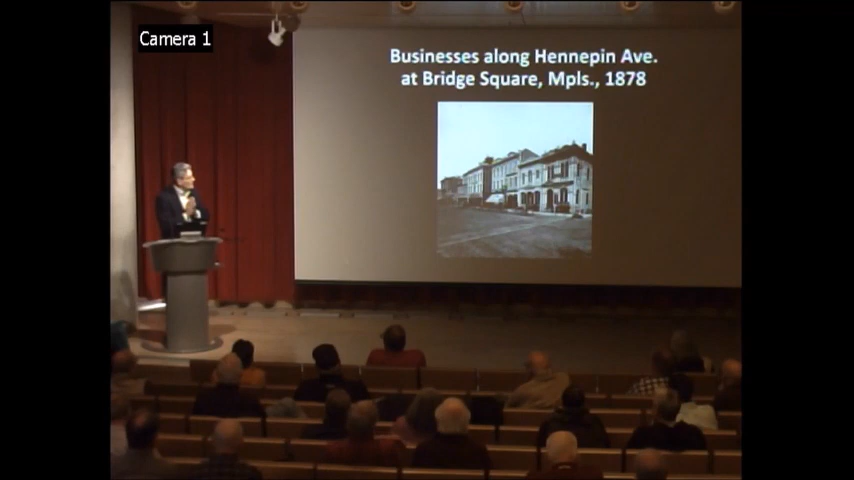 Camera 1
Businesses along Hennepin Ave.
at Bridge Square, Mpls., 1878